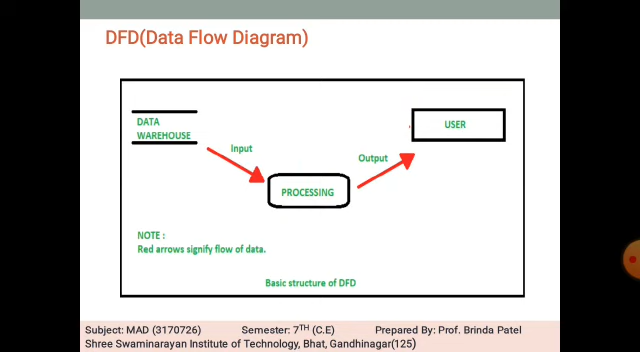 DFD(Data Flow Diagram)
DATA
WAREHOUSE
USER
Input
Output
PROCESSING
NOTE :
Red arrows signify flow of data.
Basic structure of DFD
Subject: MAD (3170726) Semester: 7TH (C.E) Prepared By: Prof. Brinda Patel
Shree Swaminarayan Institute of Technology, Bhat, Gandhinagar(125)